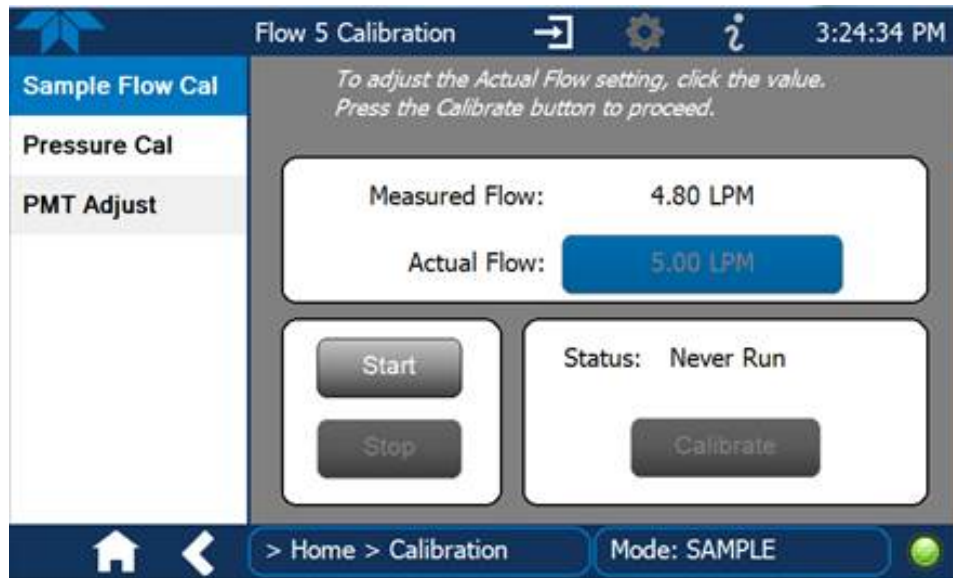 Flow 5 Calibration
3:24:34 PM
Sample Flow Cal
Pressure Cal
PMT Adjust
To adjust the Actual Flow setting, click the value.
Press the Calibrate button to proceed.
Measured Flow: 4.80 LPM
Actual Flow: 5.00 LPM
Start
Stop
Status: Never Run
Calibrate
> Home > Calibration
Mode: SAMPLE